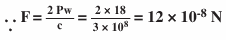 ∴ F = 2 Pw / c = 2 × 18 / 3 × 10⁸ = 12 × 10⁻⁸ N